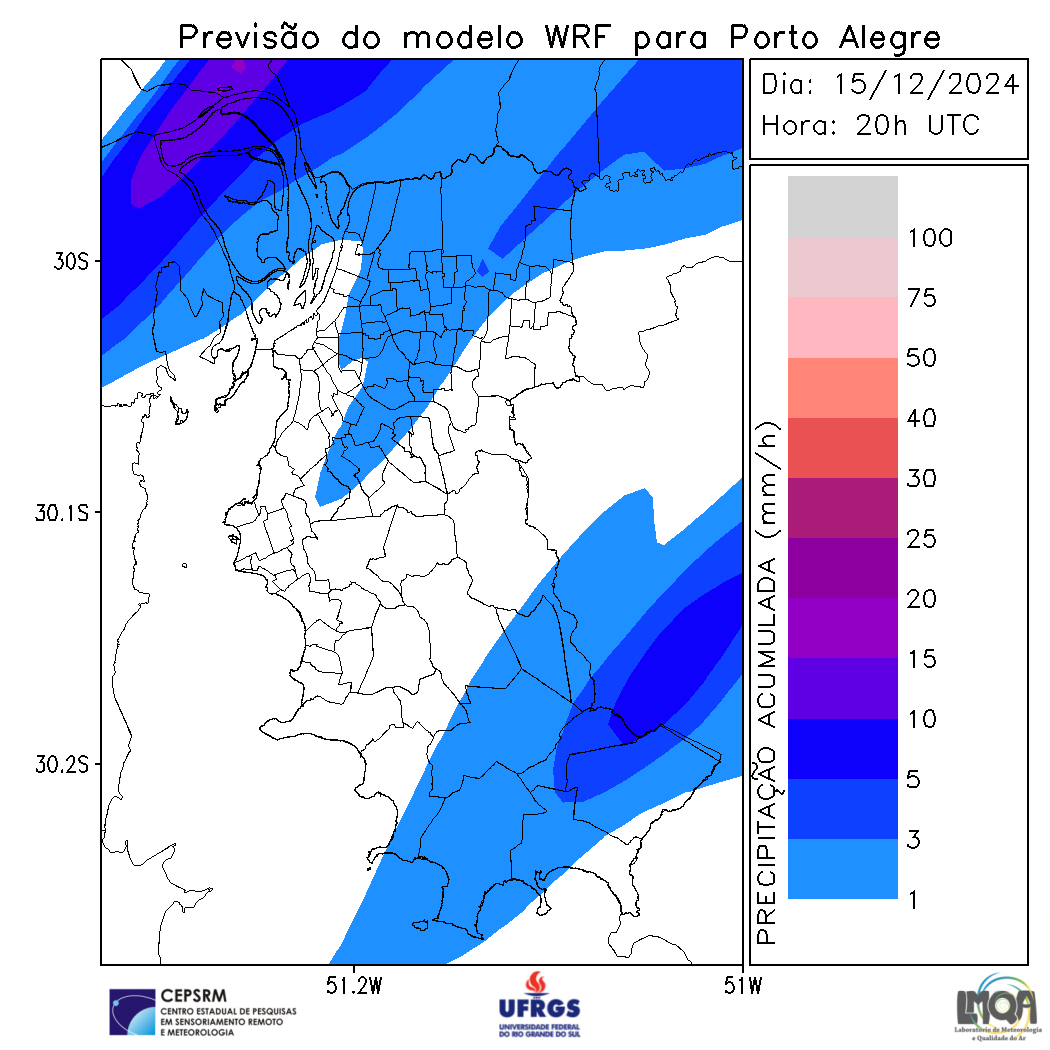 Previsão do modelo WRF para Porto Alegre
Dia: 15/12/2024
Hora: 20h UTC
30S
30.1S
30.2S
51.2W
51W
PRECIPITAÇÃO ACUMULADA (mm/h)
100
75
50
40
30
25
20
15
10
5
3
1
CEPSRM
CENTRO ESTADUAL DE PESQUISAS
EM SENSORIAMENTO REMOTO
E METEOROLOGIA
UFRGS
UNIVERSIDADE FEDERAL
DO RIO GRANDE DO SUL
LMQA
Laboratório de Meteorologia
e Qualidade do Ar